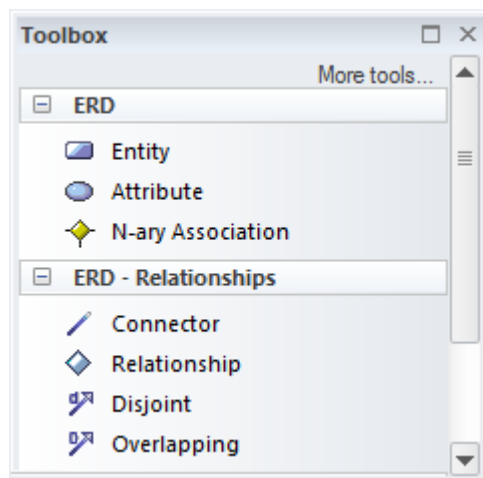 Toolbox
More tools...
ERD
Entity
Attribute
N-ary Association
ERD - Relationships
Connector
Relationship
Disjoint
Overlapping